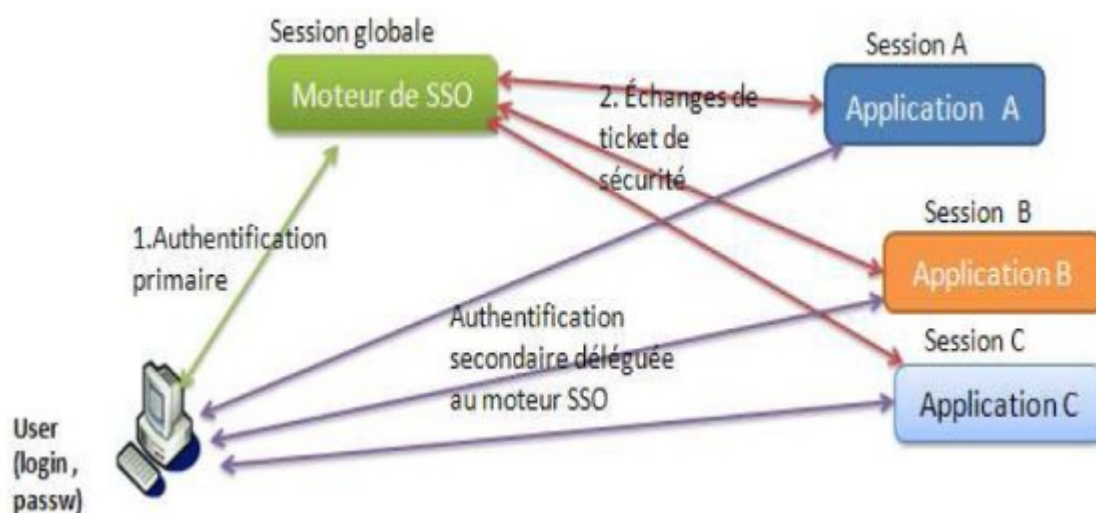 Session globale
Moteur de SSO
Session A
Application A
2. Échanges de
ticket de
sécurité
Session B
Application B
1.Authentification
primaire
Authentification
secondaire déléguée
au moteur SSO
Session C
Application C
User
(login ,
passw)